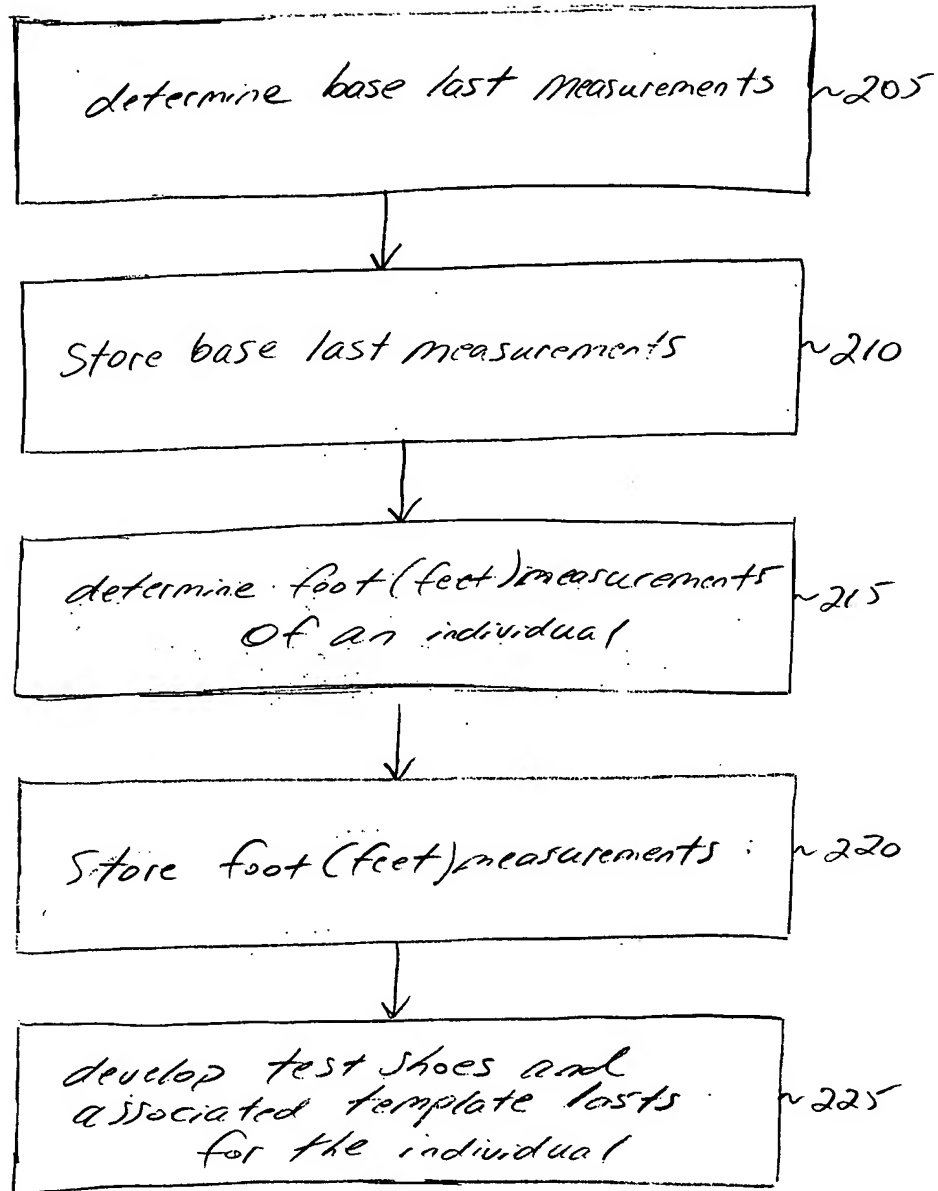 determine base last measurements ~205
Store base last measurements ~210
determine foot(feet)measurements ~215
of an individual
Store foot(feet)measurements ~220
develop test shoes and
associated template lasts ~225
for the individual